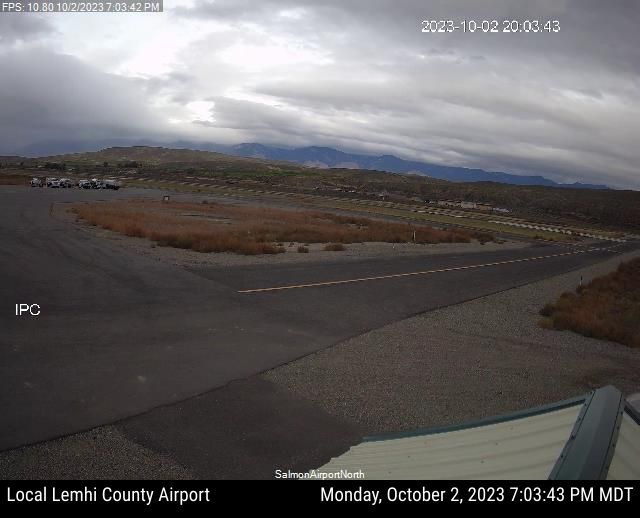 FPS: 10.80 10/2/2023 7:03:42 PM
2023-10-02 20:03:43
IPC
SalmonAirportNorth
Local Lemhi County Airport Monday, October 2, 2023 7:03:43 PM MDT